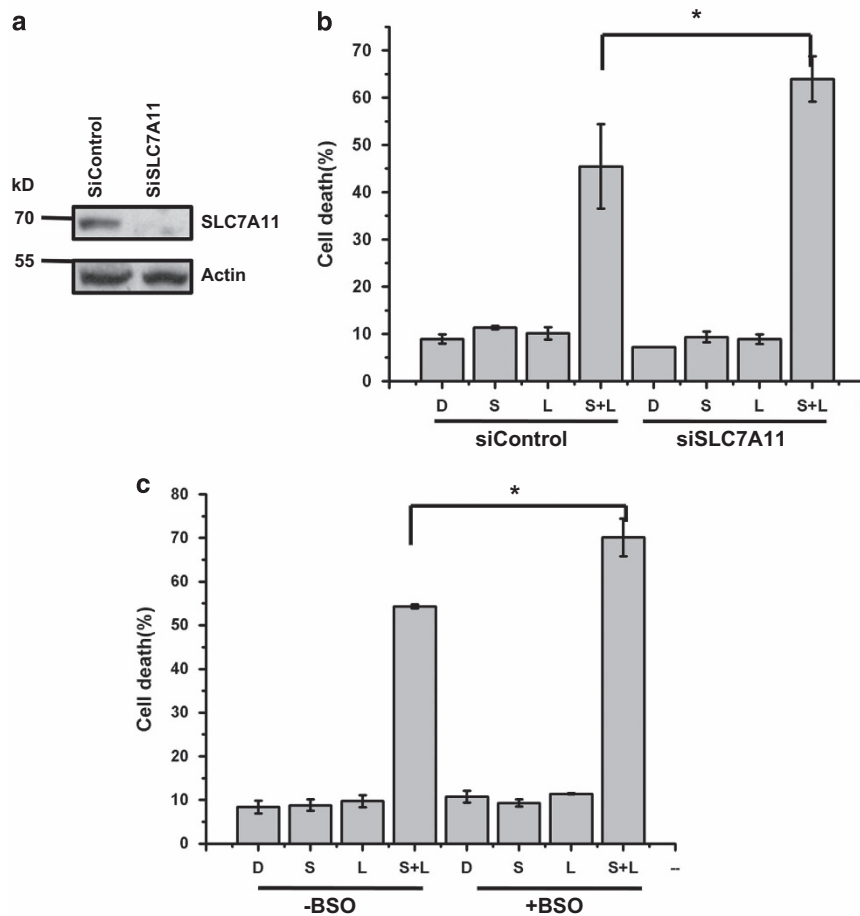 a
SiControl
SiSLC7A11
kD
70
SLC7A11
55
Actin
b
*
Cell death(%)
70
60
50
40
30
20
10
0
D S L S+L D S L S+L
siControl siSLC7A11
c
*
Cell death(%)
80
70
60
50
40
30
20
10
0
D S L S+L D S L S+L --
-BSO +BSO